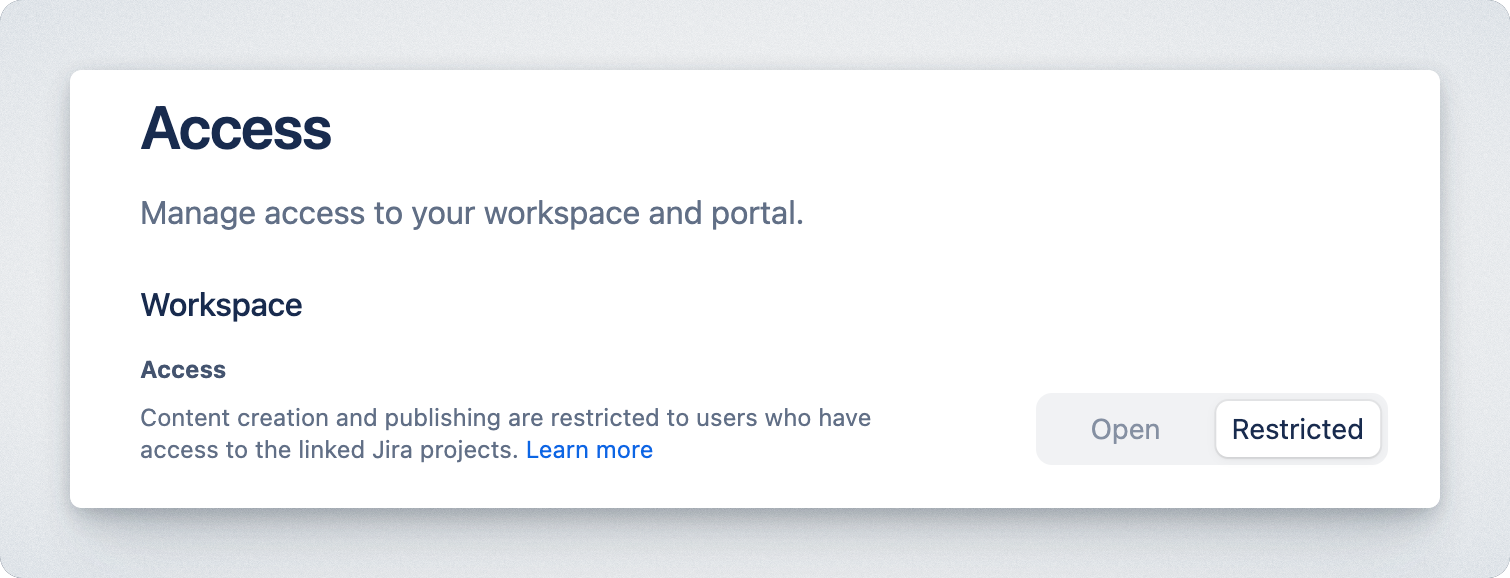 Access
Manage access to your workspace and portal.
Workspace
Access
Content creation and publishing are restricted to users who have
access to the linked Jira projects. Learn more
Open
Restricted